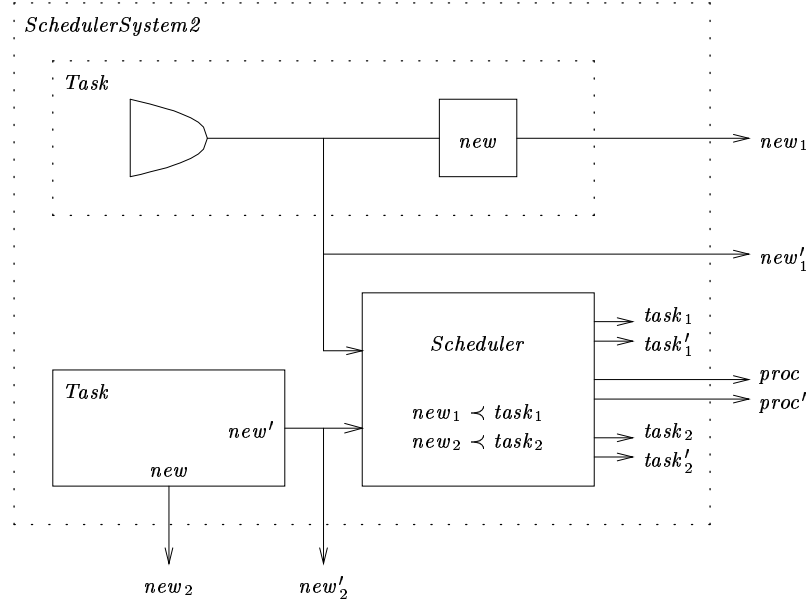 SchedulerSystem2
Task
new
new₁
new′₁
Scheduler
new₁ ≺ task₁
new₂ ≺ task₂
task₁
task′₁
proc
proc′
task₂
task′₂
Task
new′
new
new₂
new′₂